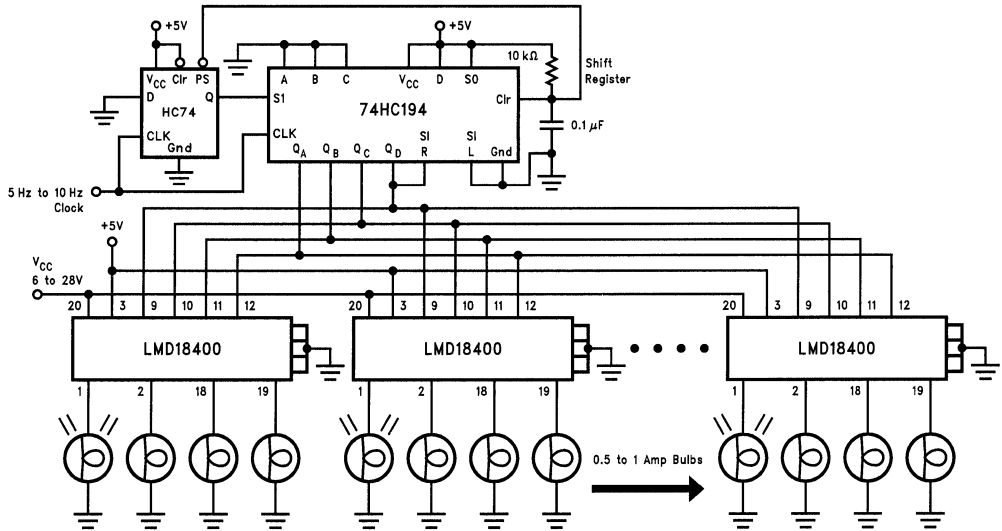 +5V
+5V
VCC Clr PS
D Q
HC74
CLK
Gnd
A B C VCC D S0
10 kΩ
Shift
Register
S1
74HC194
Clr
CLK
QA QB QC QD SI R SI L Gnd
0.1 μF
5 Hz to 10 Hz
Clock
+5V
VCC
6 to 28V
20 3 9 10 11 12
20 3 9 10 11 12
20 3 9 10 11 12
LMD18400
LMD18400
LMD18400
1 2 18 19
1 2 18 19
1 2 18 19
0.5 to 1 Amp Bulbs